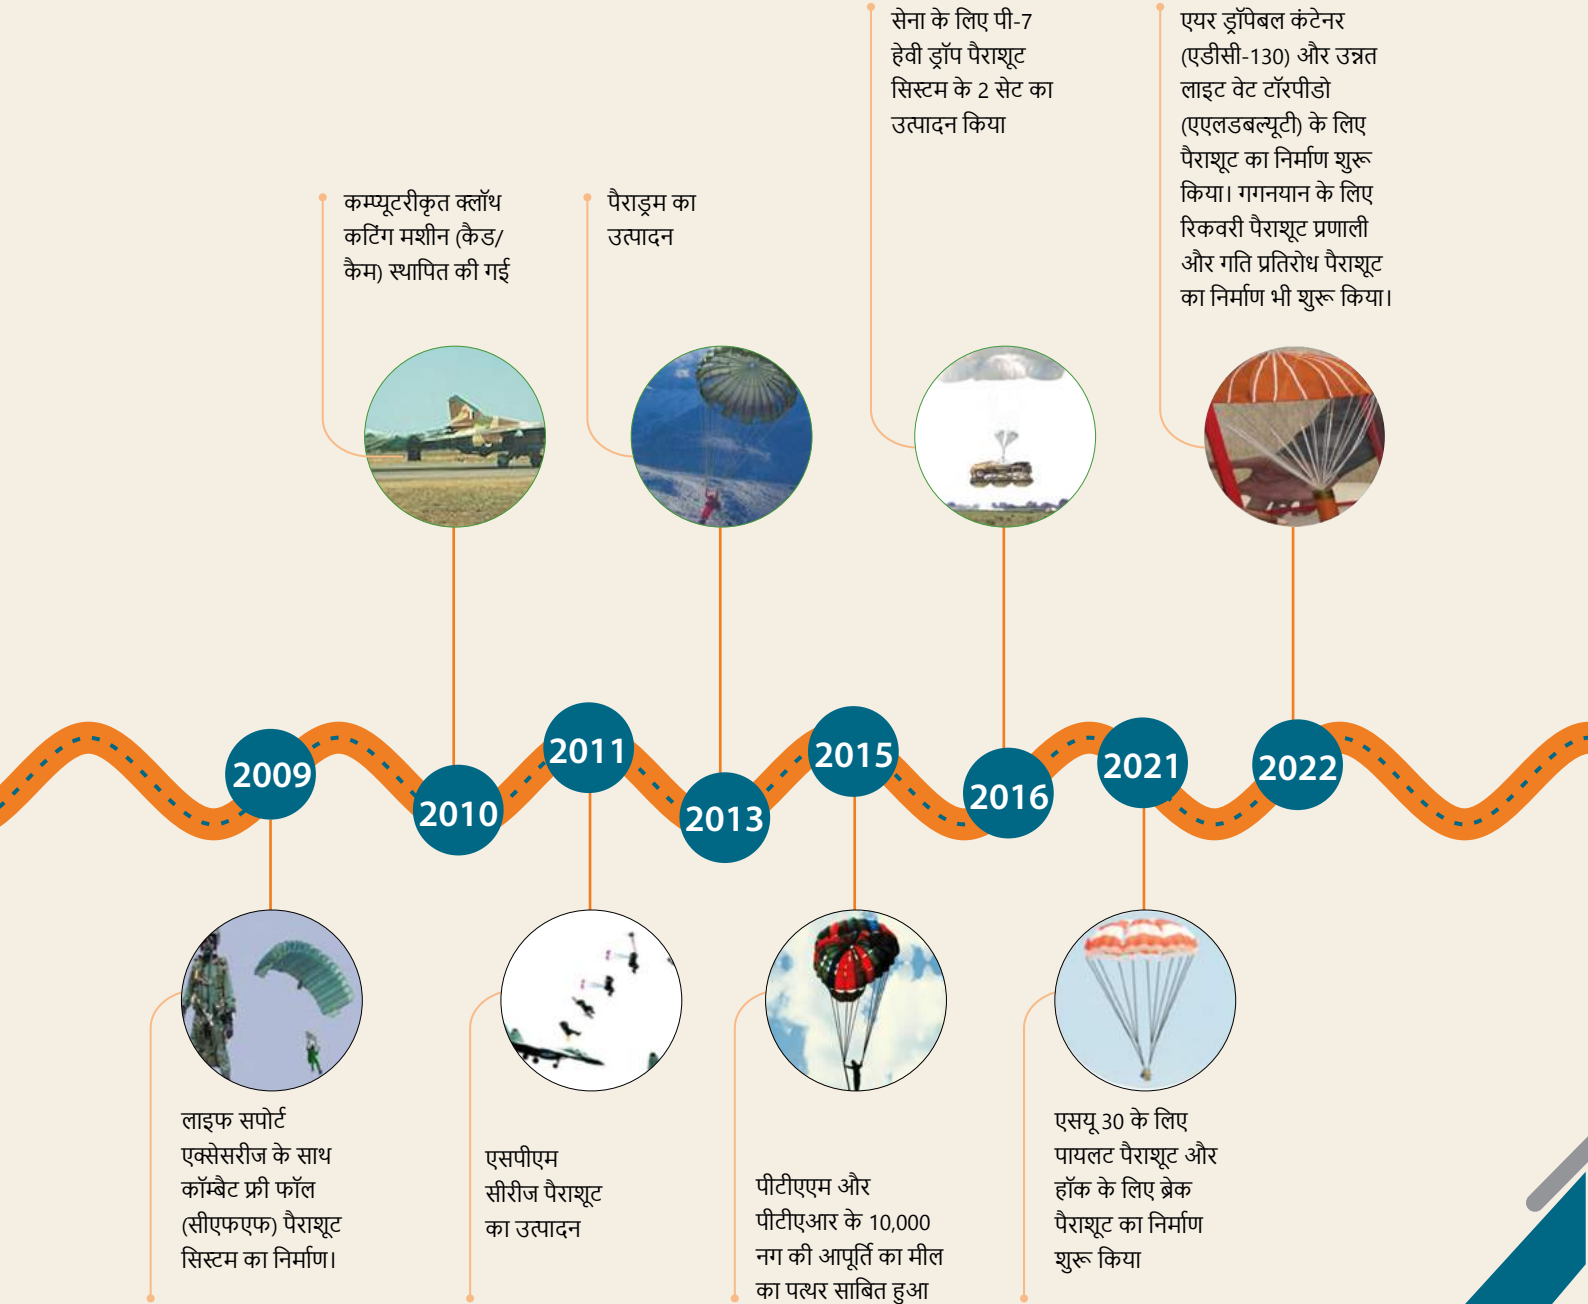 सेना के लिए पी-7
हेवी ड्रॉप पैराशूट
सिस्टम के 2 सेट का
उत्पादन किया
एयर ड्रॉपेबल कंटेनर
(एडीसी-130) और उन्नत
लाइट वेट टॉरपीडो
(एएलडबल्यूटी) के लिए
पैराशूट का निर्माण शुरू
किया। गगनयान के लिए
रिकवरी पैराशूट प्रणाली
और गति प्रतिरोध पैराशूट
का निर्माण भी शुरू किया।
कम्प्यूटरीकृत क्लॉथ
कटिंग मशीन (कैड/
कैम) स्थापित की गई
पैराड्रम का
उत्पादन
2009
2010
2011
2013
2015
2016
2021
2022
लाइफ सपोर्ट
एक्सेसरीज के साथ
कॉम्बैट फ्री फॉल
(सीएफएफ) पैराशूट
सिस्टम का निर्माण।
एसपीएम
सीरीज पैराशूट
का उत्पादन
पीटीएएम और
पीटीएआर के 10,000
नग की आपूर्ति का मील
का पत्थर साबित हुआ
एसयू 30 के लिए
पायलट पैराशूट और
हॉक के लिए ब्रेक
पैराशूट का निर्माण
शुरू किया